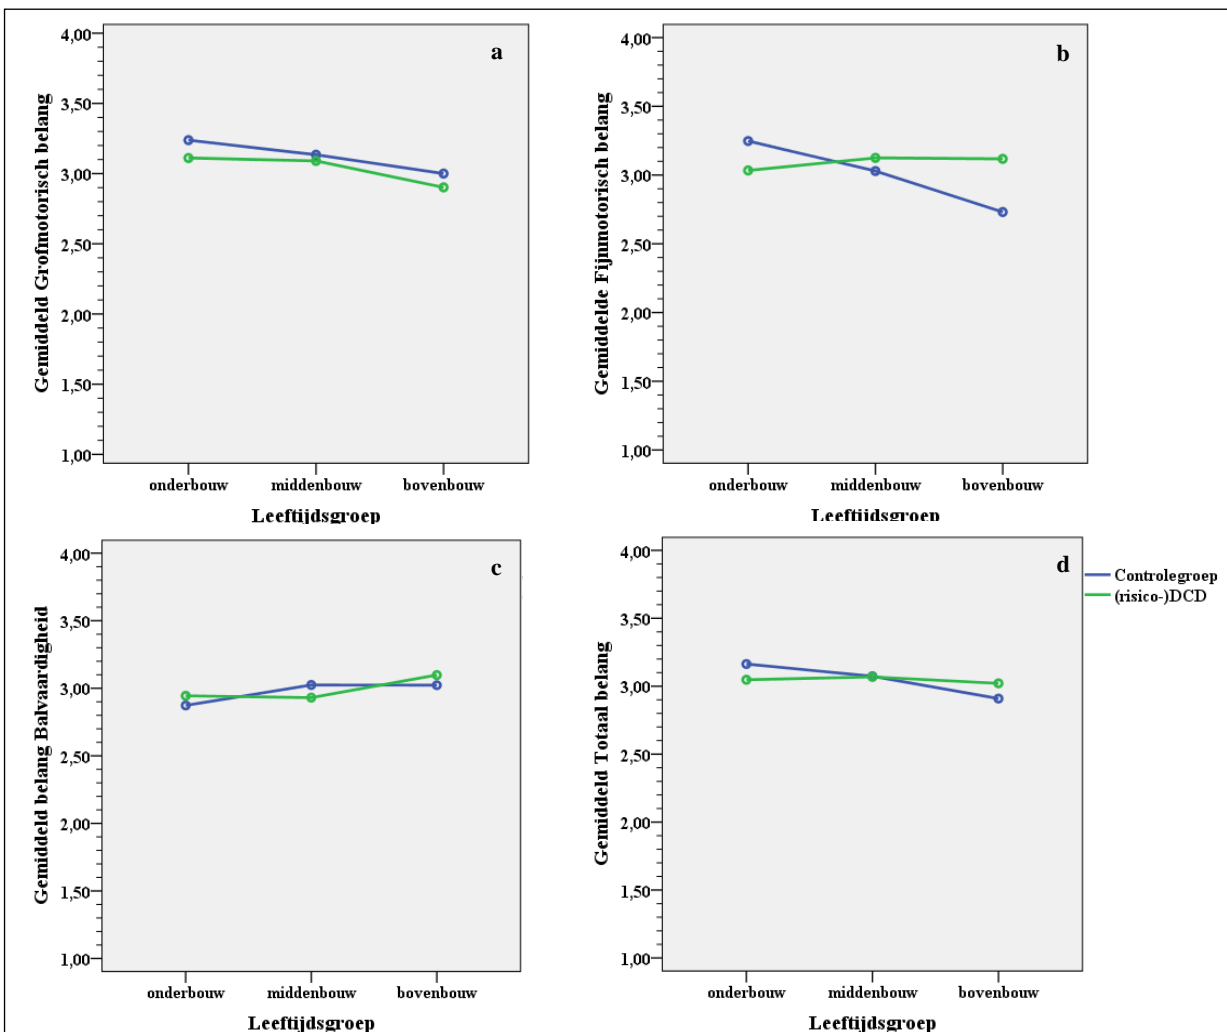 a
Gemiddeld Grofmotorisch belang
4,00
3,50
3,00
2,50
2,00
1,50
1,00
onderbouw middenbouw bovenbouw
Leeftijdsgroep
b
Gemiddelde Fijnmotorisch belang
4,00
3,50
3,00
2,50
2,00
1,50
1,00
onderbouw middenbouw bovenbouw
Leeftijdsgroep
c
Gemiddeld belang Balvaardigheid
4,00
3,50
3,00
2,50
2,00
1,50
1,00
onderbouw middenbouw bovenbouw
Leeftijdsgroep
d
Gemiddeld Totaal belang
4,00
3,50
3,00
2,50
2,00
1,50
1,00
onderbouw middenbouw bovenbouw
Leeftijdsgroep
Controlegroep
(risico-)DCD